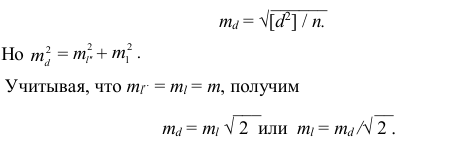 m_d = √[d²] / n.
Но m_d² = m_l''² + m_1² .
Учитывая, что m_l'' = m_l = m, получим
m_d = m_l √2 или m_l = m_d /√2 .